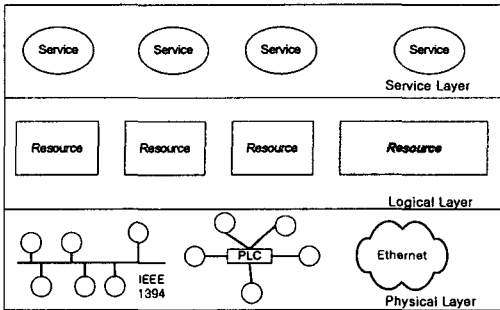 Service Service Service Service
Service Layer
Resource Resource Resource Resource
Logical Layer
PLC
Ethernet
IEEE
1394
Physical Layer